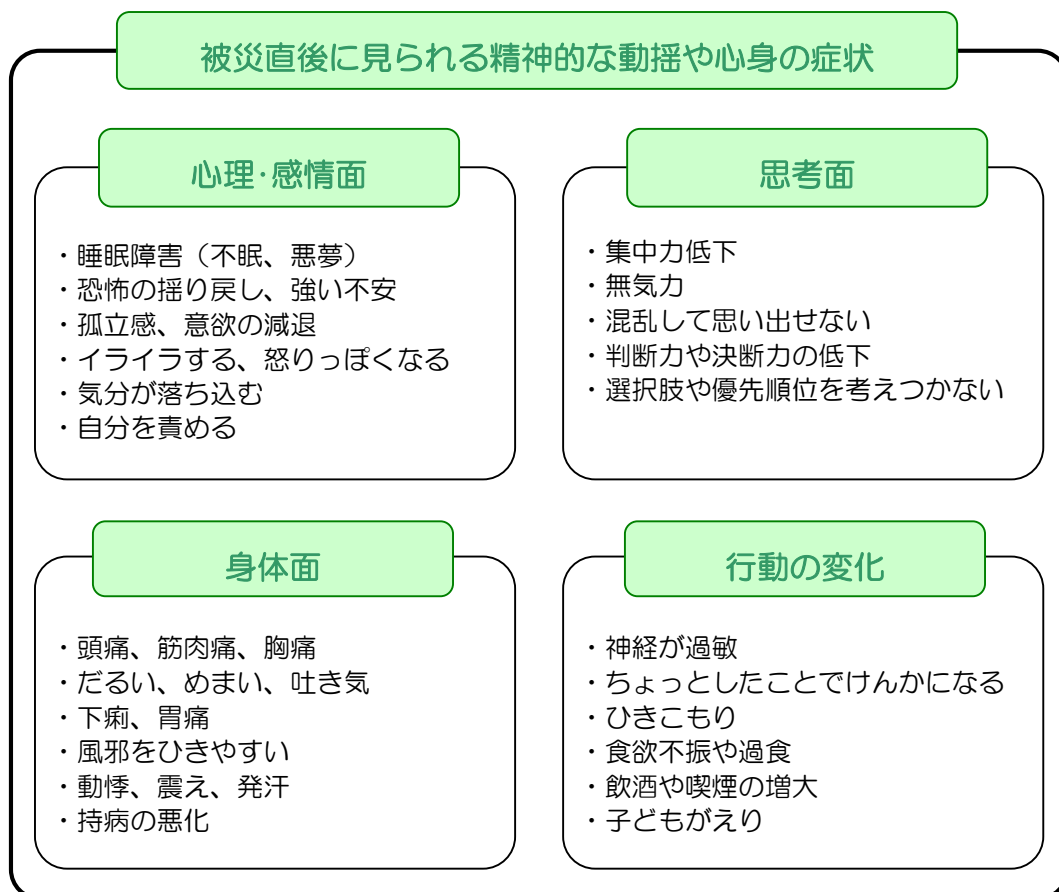 被災直後に見られる精神的な動揺や心身の症状
心理・感情面
・睡眠障害（不眠、悪夢）
・恐怖の揺り戻し、強い不安
・孤立感、意欲の減退
・イライラする、怒りっぽくなる
・気分が落ち込む
・自分を責める
思考面
・集中力低下
・無気力
・混乱して思い出せない
・判断力や決断力の低下
・選択肢や優先順位を考えつかない
身体面
・頭痛、筋肉痛、胸痛
・だるい、めまい、吐き気
・下痢、胃痛
・風邪をひきやすい
・動悸、震え、発汗
・持病の悪化
行動の変化
・神経が過敏
・ちょっとしたことでけんかになる
・ひきこもり
・食欲不振や過食
・飲酒や喫煙の増大
・子どもがえり